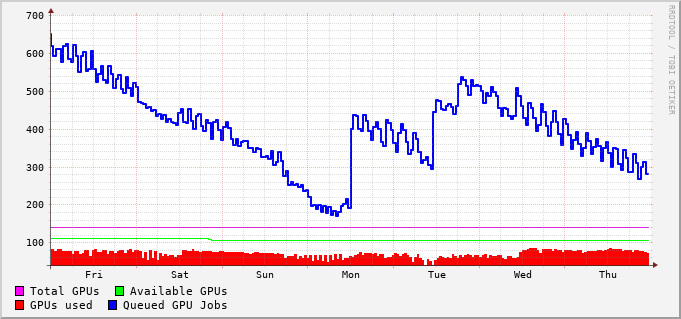 700
600
500
400
300
200
100
Fri Sat Sun Mon Tue Wed Thu
Total GPUs Available GPUs
GPUs used Queued GPU Jobs
RRDTOOL / TOBI OETIKER